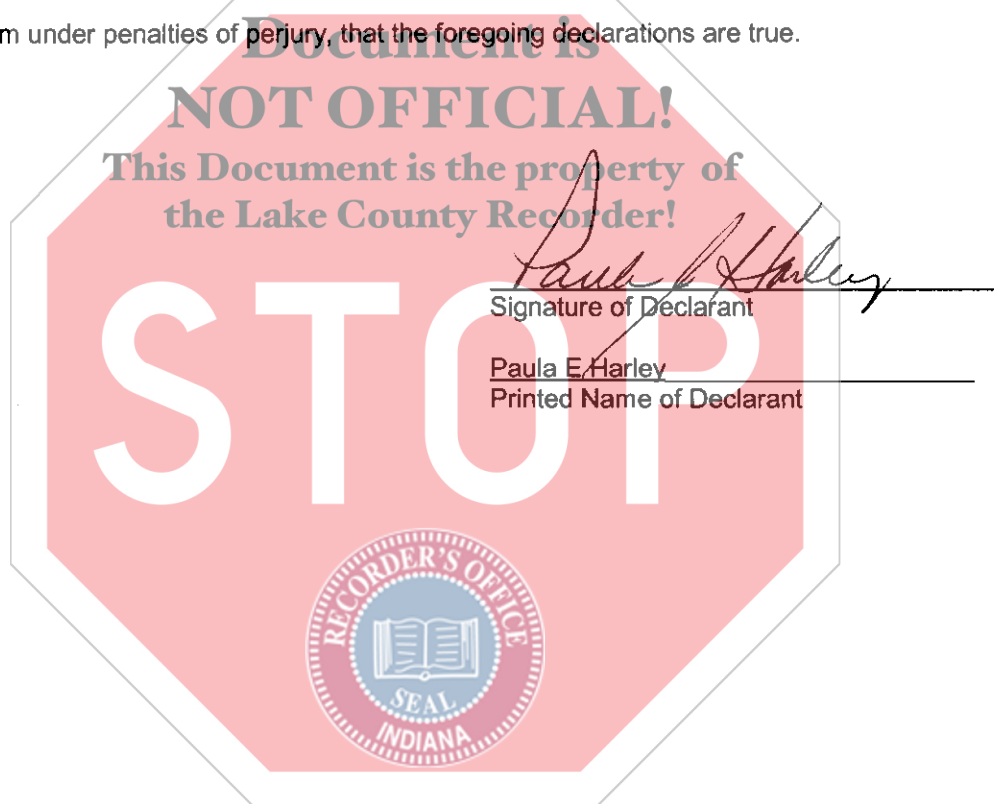 m under penalties of perjury, that the foregoing declarations are true.
Document is
NOT OFFICIAL!
This Document is the property of
the Lake County Recorder!
Paula E Harley
Signature of Declarant
Paula E Harley
Printed Name of Declarant
STOP
RECORDER'S OFFICE
SEAL
INDIANA